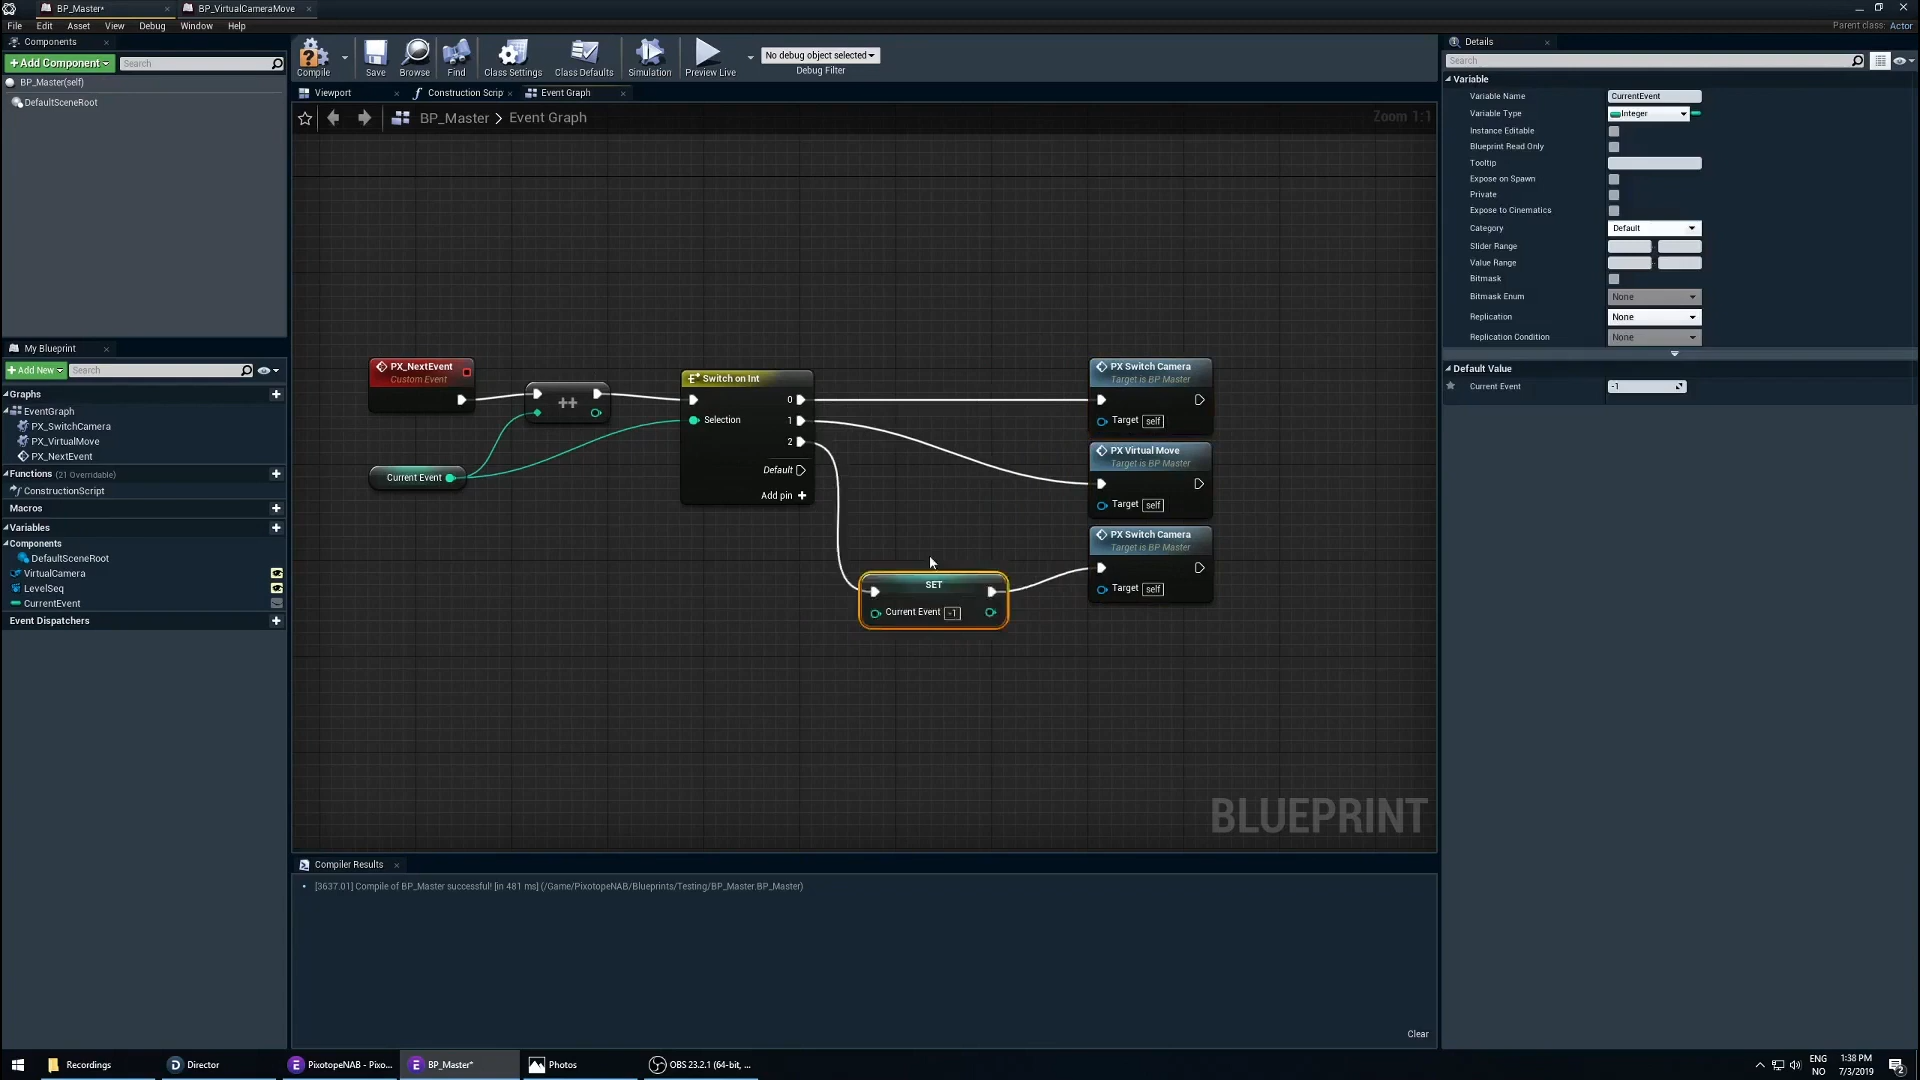 BP_Master*
BP_VirtualCameraMove
File Edit Asset View Debug Window Help
Parent class: Actor
Components
+Add Component
Search
BP_Master(self)
DefaultSceneRoot
Compile
Save
Browse
Find
Class Settings
Class Defaults
Simulation
Preview Live
No debug object selected
Debug Filter
Viewport
Construction Scrip
Event Graph
BP_Master > Event Graph
Zoom 1:1
My Blueprint
+Add New
Search
Graphs
EventGraph
PX_SwitchCamera
PX_VirtualMove
PX_NextEvent
Functions (21 Overridable)
ConstructionScript
Macros
Variables
Components
DefaultSceneRoot
VirtualCamera
LevelSeq
CurrentEvent
Event Dispatchers
PX_NextEvent
Custom Event
++
Current Event
Switch on Int
0
Selection
1
2
Default
Add pin +
SET
Current Event -1
PX Switch Camera
Target is BP Master
Target self
PX Virtual Move
Target is BP Master
Target self
PX Switch Camera
Target is BP Master
Target self
BLUEPRINT
Compiler Results
[3637.01] Compile of BP_Master successful! [in 481 ms] (/Game/PixotopeNAB/Blueprints/Testing/BP_Master.BP_Master)
Clear
Details
Search
Variable
Variable Name CurrentEvent
Variable Type Integer
Instance Editable
Blueprint Read Only
Tooltip
Expose on Spawn
Private
Expose to Cinematics
Category Default
Slider Range
Value Range
Bitmask
Bitmask Enum None
Replication None
Replication Condition None
Default Value
Current Event -1
Recordings
Director
PixotopeNAB - Pixo...
BP_Master*
Photos
OBS 23.2.1 (64-bit, ...
ENG
NO
1:38 PM
7/3/2019
2